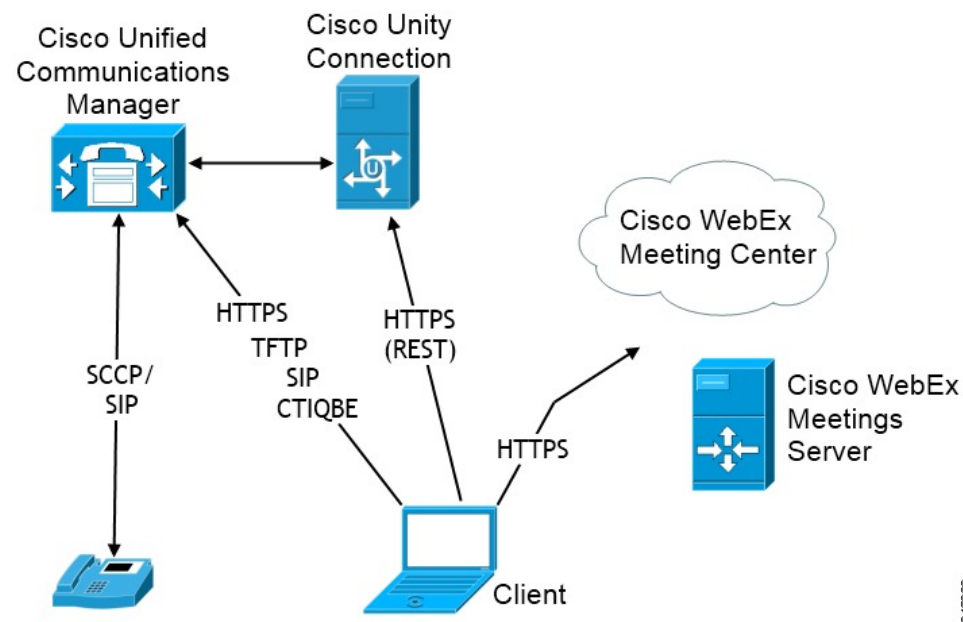 Cisco Unified
Communications
Manager
Cisco Unity
Connection
U
Cisco WebEx
Meeting Center
HTTPS
TFTP
SIP
CTIQBE
HTTPS
(REST)
SCCP/
SIP
HTTPS
Cisco WebEx
Meetings
Server
Client